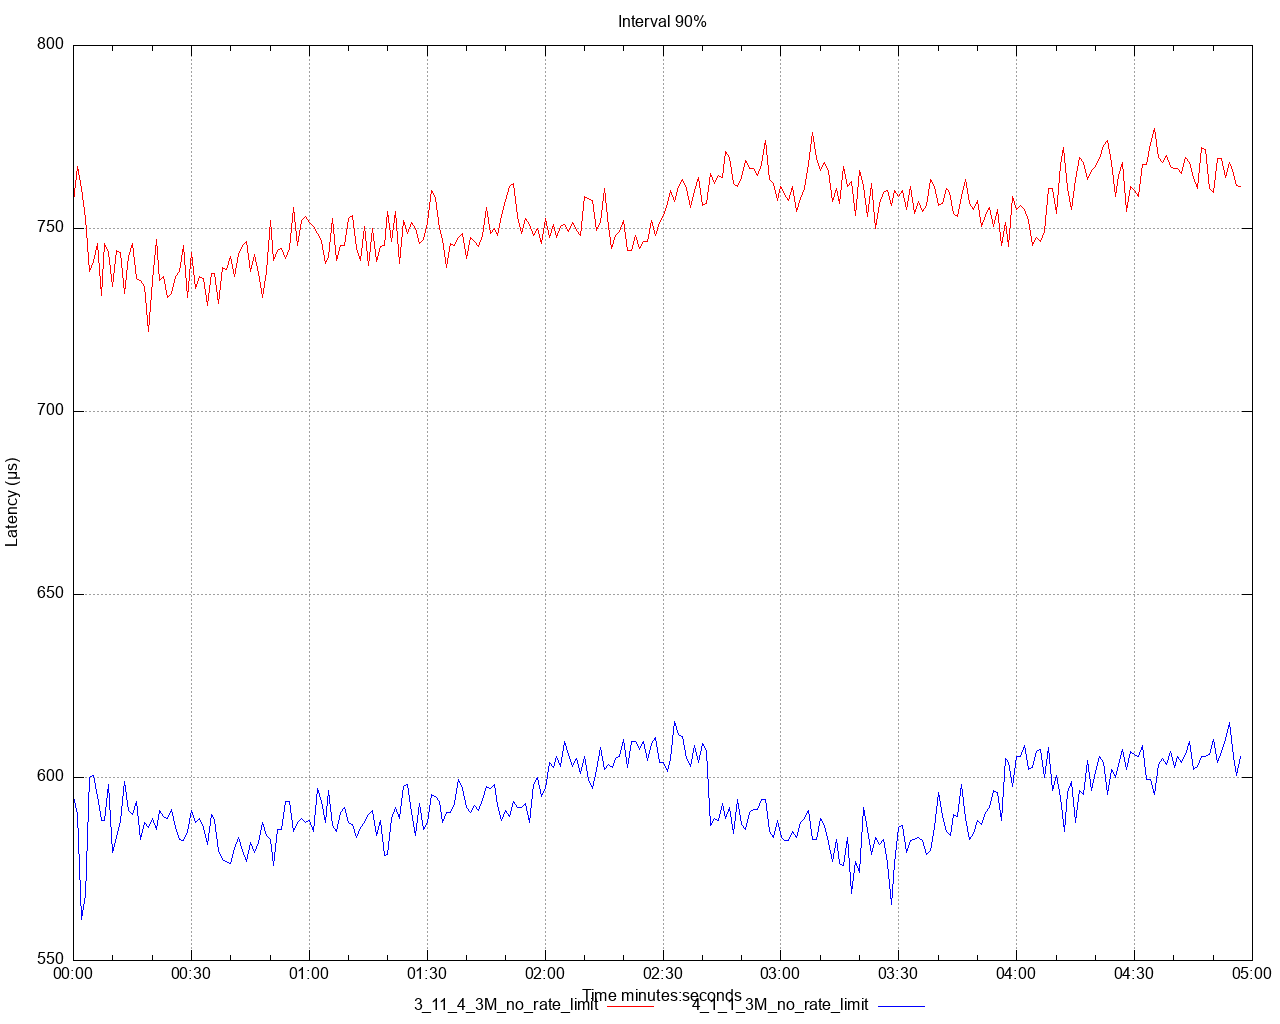 Interval 90%
800
750
700
650
600
550
Latency (μs)
00:00 00:30 01:00 01:30 02:00 02:30 03:00 03:30 04:00 04:30 05:00
Time minutes:seconds
3_11_4_3M_no_rate_limit 4_1_1_3M_no_rate_limit